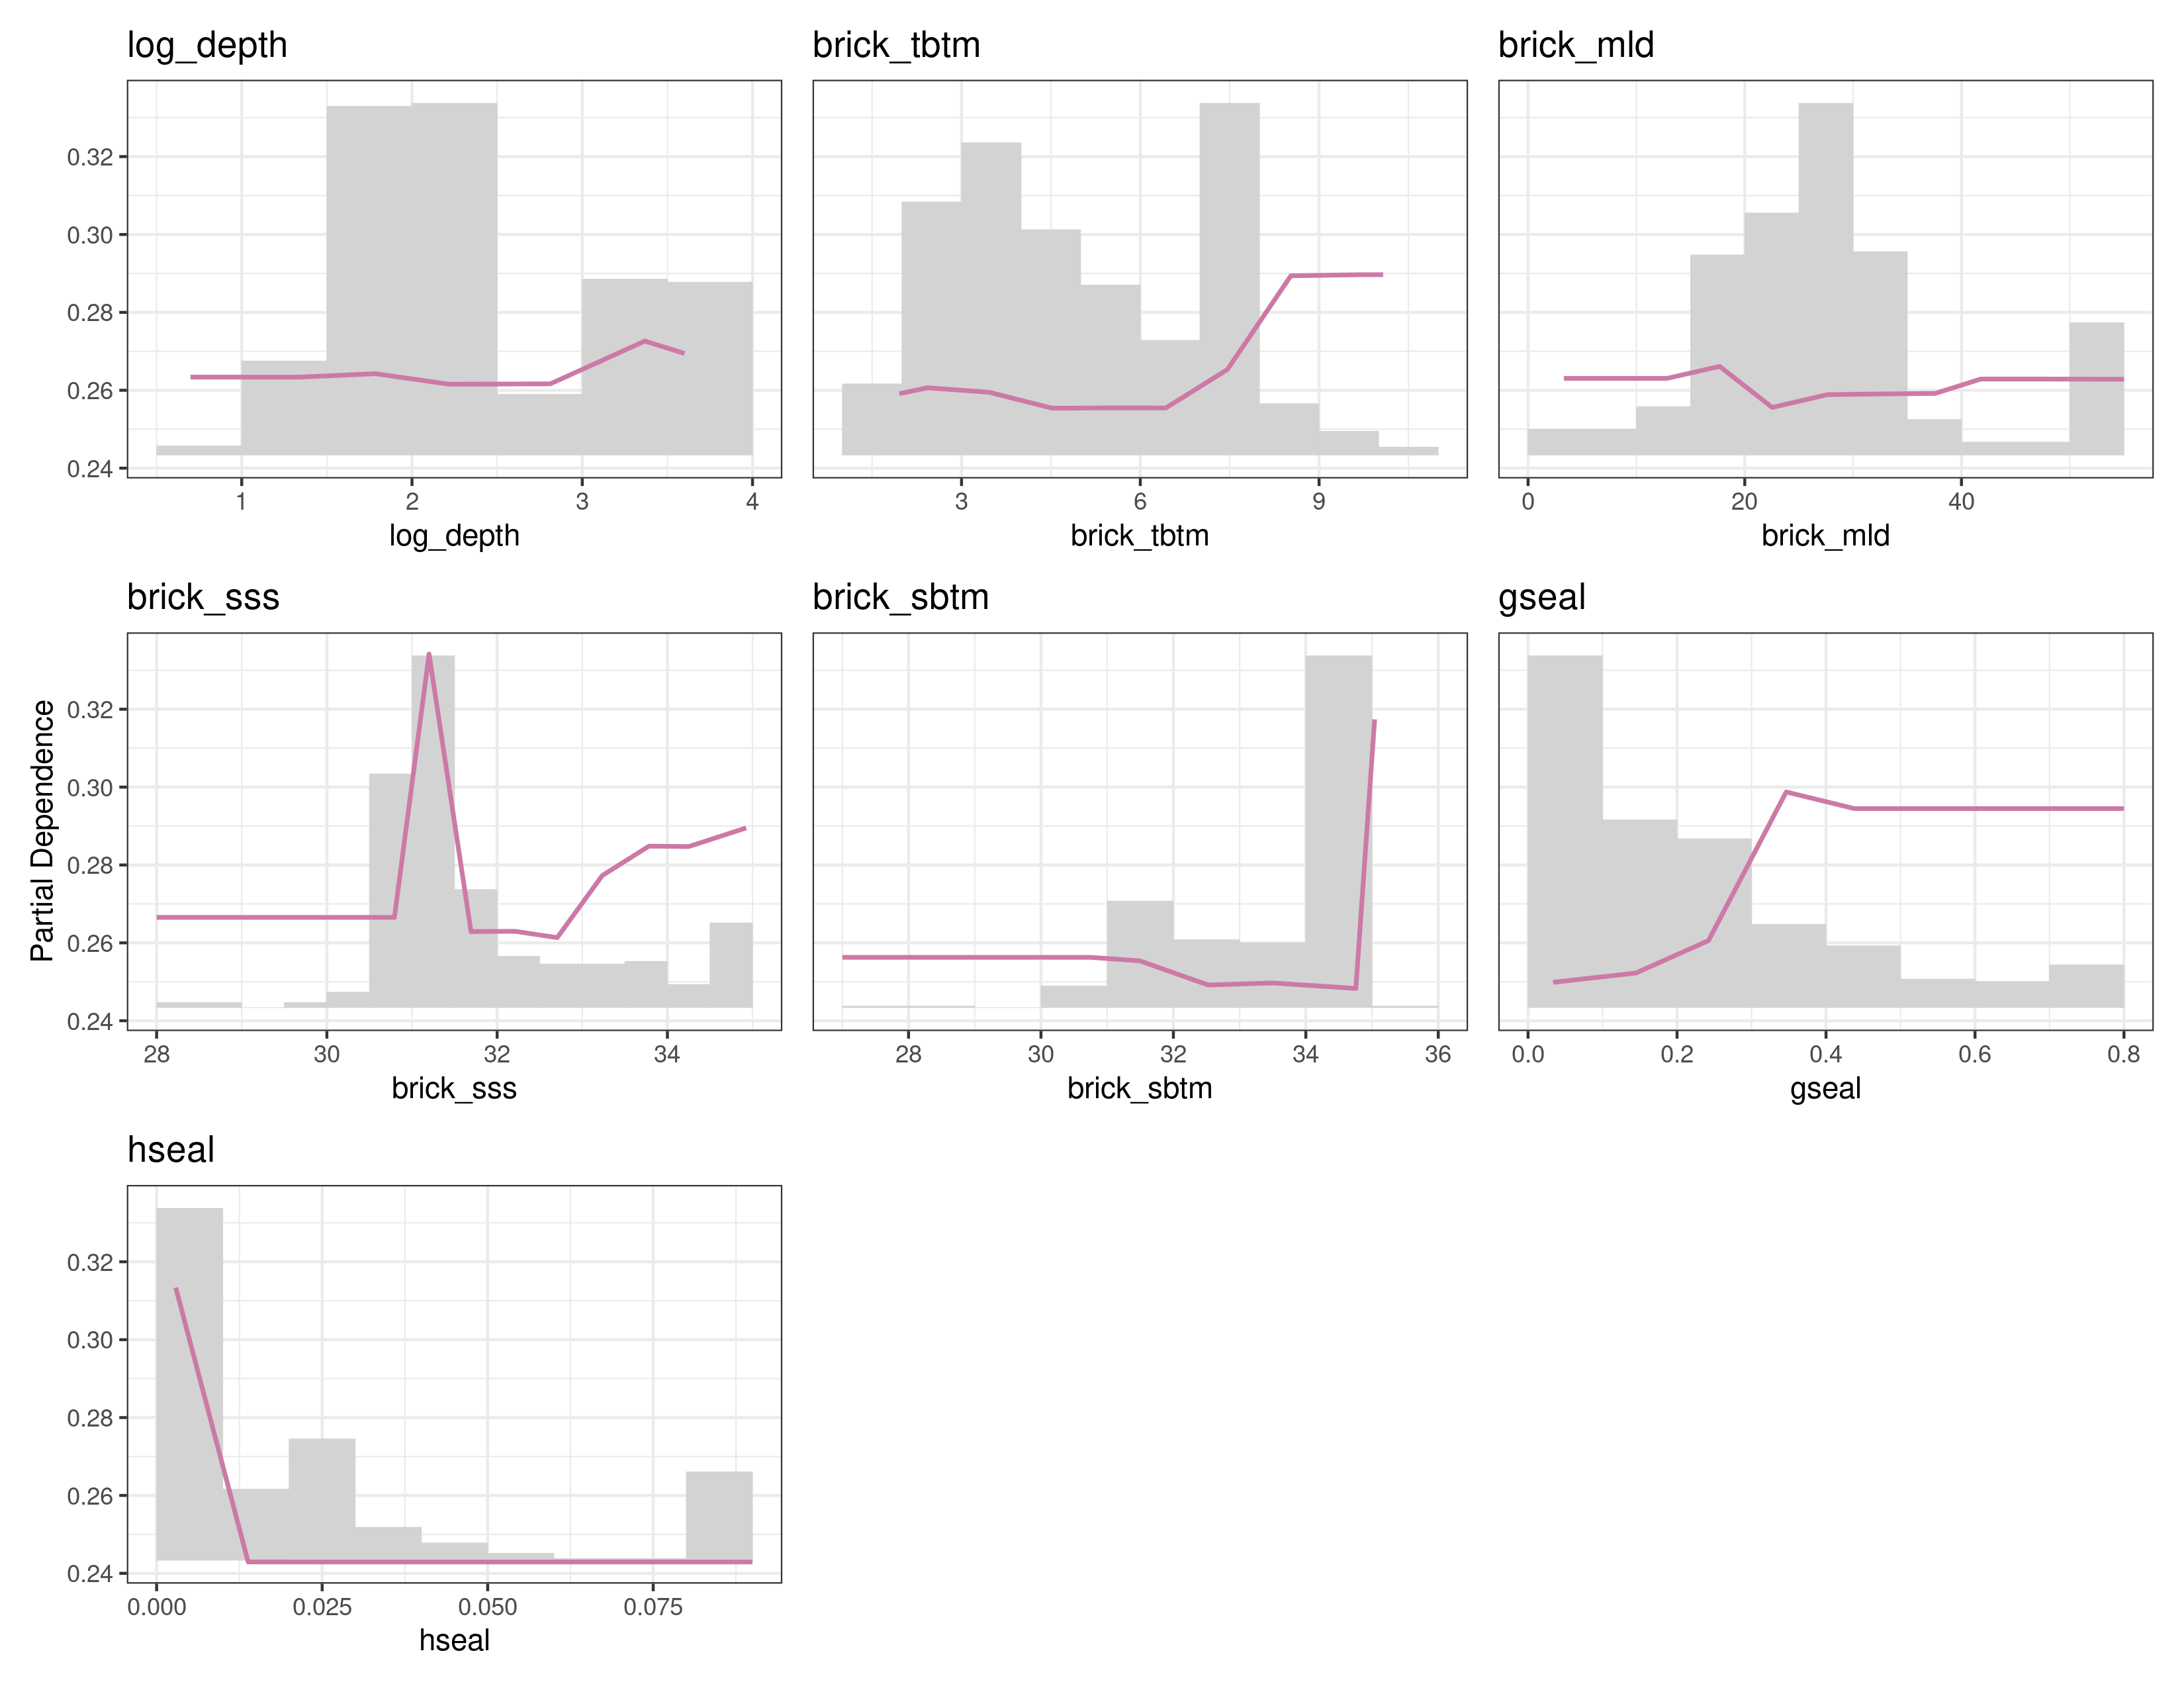 log_depth
brick_tbtm
brick_mld
0.32
0.30
0.28
0.26
0.24
1 2 3 4
3 6 9
0 20 40
log_depth
brick_tbtm
brick_mld
brick_sss
brick_sbtm
gseal
Partial Dependence
0.32
0.30
0.28
0.26
0.24
28 30 32 34
28 30 32 34 36
0.0 0.2 0.4 0.6 0.8
brick_sss
brick_sbtm
gseal
hseal
0.32
0.30
0.28
0.26
0.24
0.000 0.025 0.050 0.075
hseal